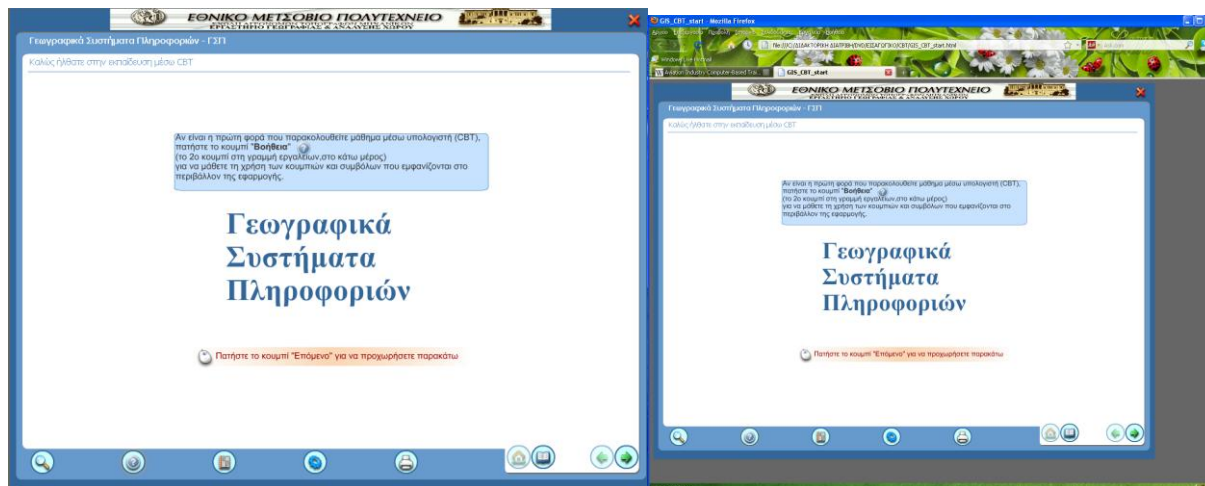 ΕΘΝΙΚΟ ΜΕΤΣΟΒΙΟ ΠΟΛΥΤΕΧΝΕΙΟ
Γεωγραφικά Συστήματα Πληροφοριών - ΓΣΠ
Καλώς ήλθατε στην εκπαίδευση μέσω CBT
Αν είναι η πρώτη φορά που παρακολουθείτε μάθημα μέσω υπολογιστή (CBT),
πατήστε το κουμπί "Βοήθεια"
(το 2ο κουμπί στη γραμμή εργαλείων,στο κάτω μέρος)
για να μάθετε τη χρήση των κουμπιών και συμβόλων που εμφανίζονται στο
περιβάλλον της εφαρμογής.
Γεωγραφικά
Συστήματα
Πληροφοριών
Πατήστε το κουμπί "Επόμενο" για να προχωρήσετε παρακάτω
GIS_CBT_start - Mozilla Firefox
GIS_CBT_start
ΕΘΝΙΚΟ ΜΕΤΣΟΒΙΟ ΠΟΛΥΤΕΧΝΕΙΟ
Γεωγραφικά Συστήματα Πληροφοριών - ΓΣΠ
Καλώς ήλθατε στην εκπαίδευση μέσω CBT
Αν είναι η πρώτη φορά που παρακολουθείτε μάθημα μέσω υπολογιστή (CBT),
πατήστε το κουμπί "Βοήθεια"
(το 2ο κουμπί στη γραμμή εργαλείων,στο κάτω μέρος)
για να μάθετε τη χρήση των κουμπιών και συμβόλων που εμφανίζονται στο
περιβάλλον της εφαρμογής.
Γεωγραφικά
Συστήματα
Πληροφοριών
Πατήστε το κουμπί "Επόμενο" για να προχωρήσετε παρακάτω